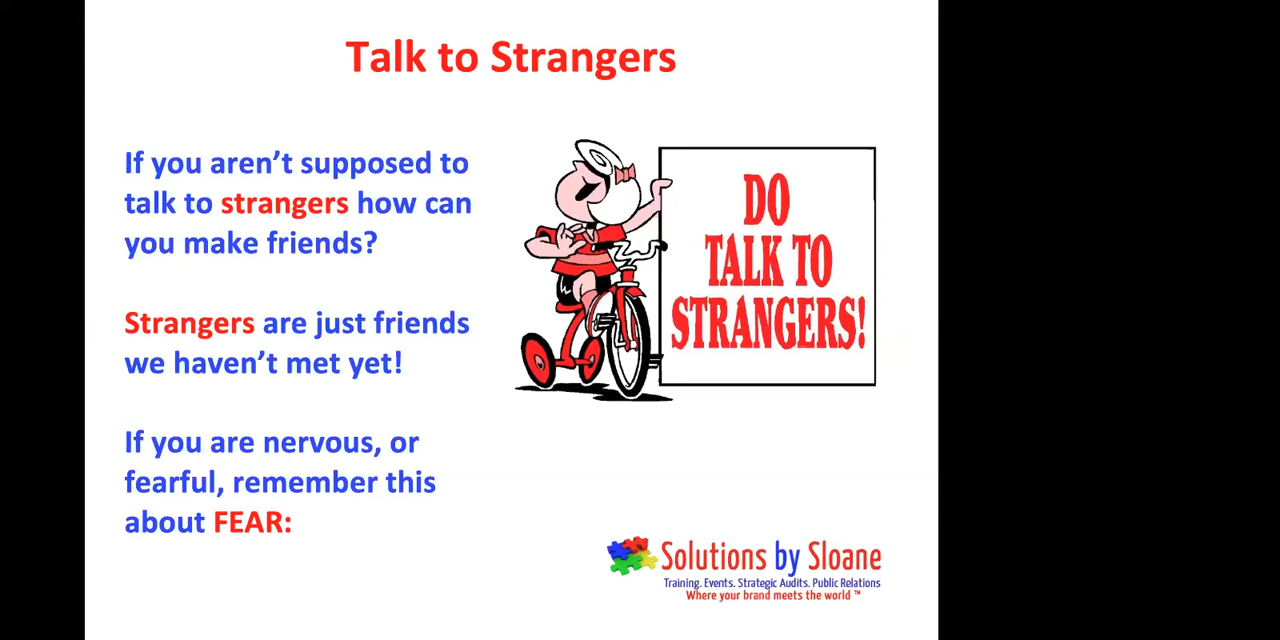 Talk to Strangers
If you aren’t supposed to
talk to strangers how can
you make friends?
Strangers are just friends
we haven’t met yet!
If you are nervous, or
fearful, remember this
about FEAR:
DO
TALK TO
STRANGERS!
Solutions by Sloane
Training. Events. Strategic Audits. Public Relations
Where your brand meets the world ™